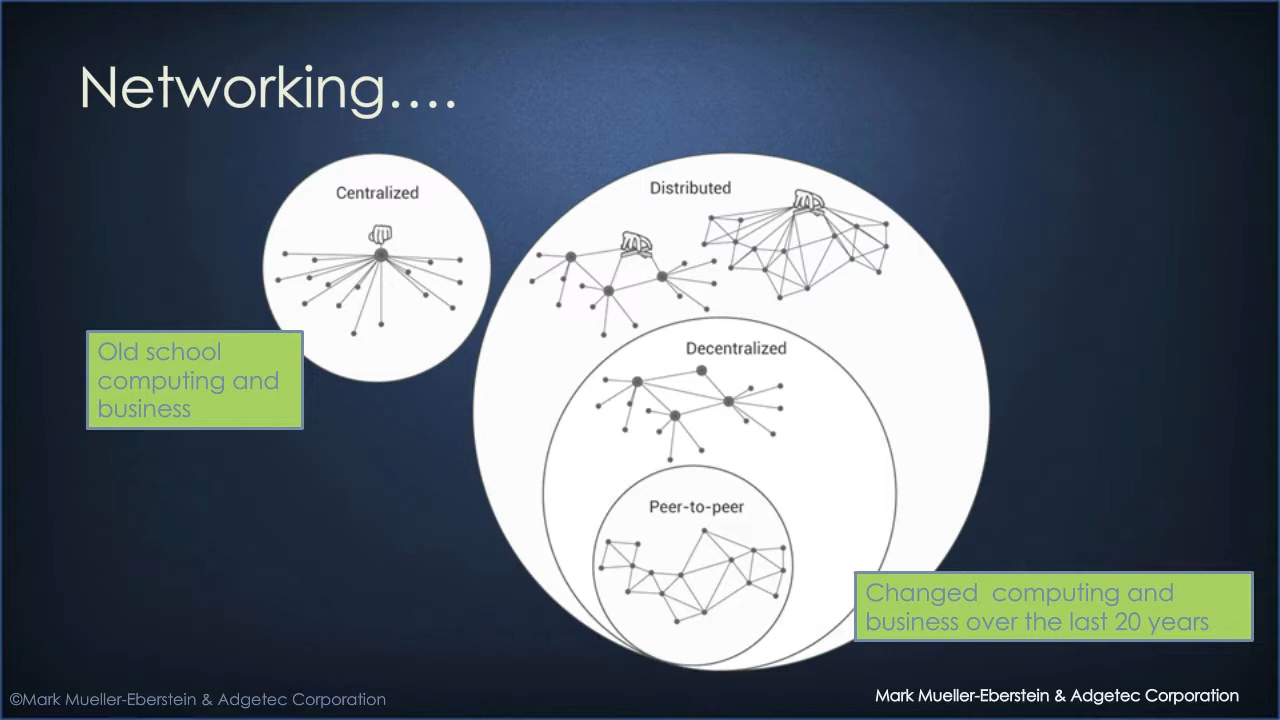 Networking....
Centralized
Distributed
Old school
computing and
business
Decentralized
Peer-to-peer
Changed  computing and
business over the last 20 years
©Mark Mueller-Eberstein & Adgetec Corporation
Mark Mueller-Eberstein & Adgetec Corporation